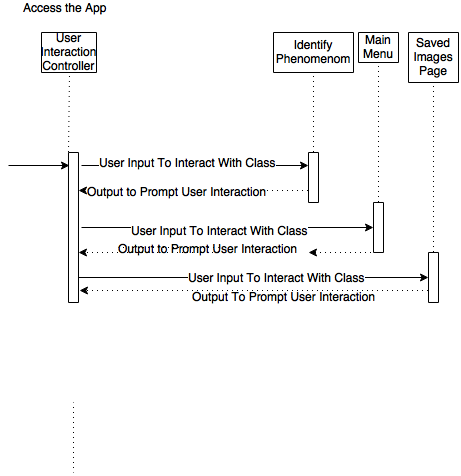 Access the App
User
Interaction
Controller
Identify
Phenomenom
Main
Menu
Saved
Images
Page
User Input To Interact With Class
Output to Prompt User Interaction
User Input To Interact With Class
Output to Prompt User Interaction
User Input To Interact With Class
Output To Prompt User Interaction